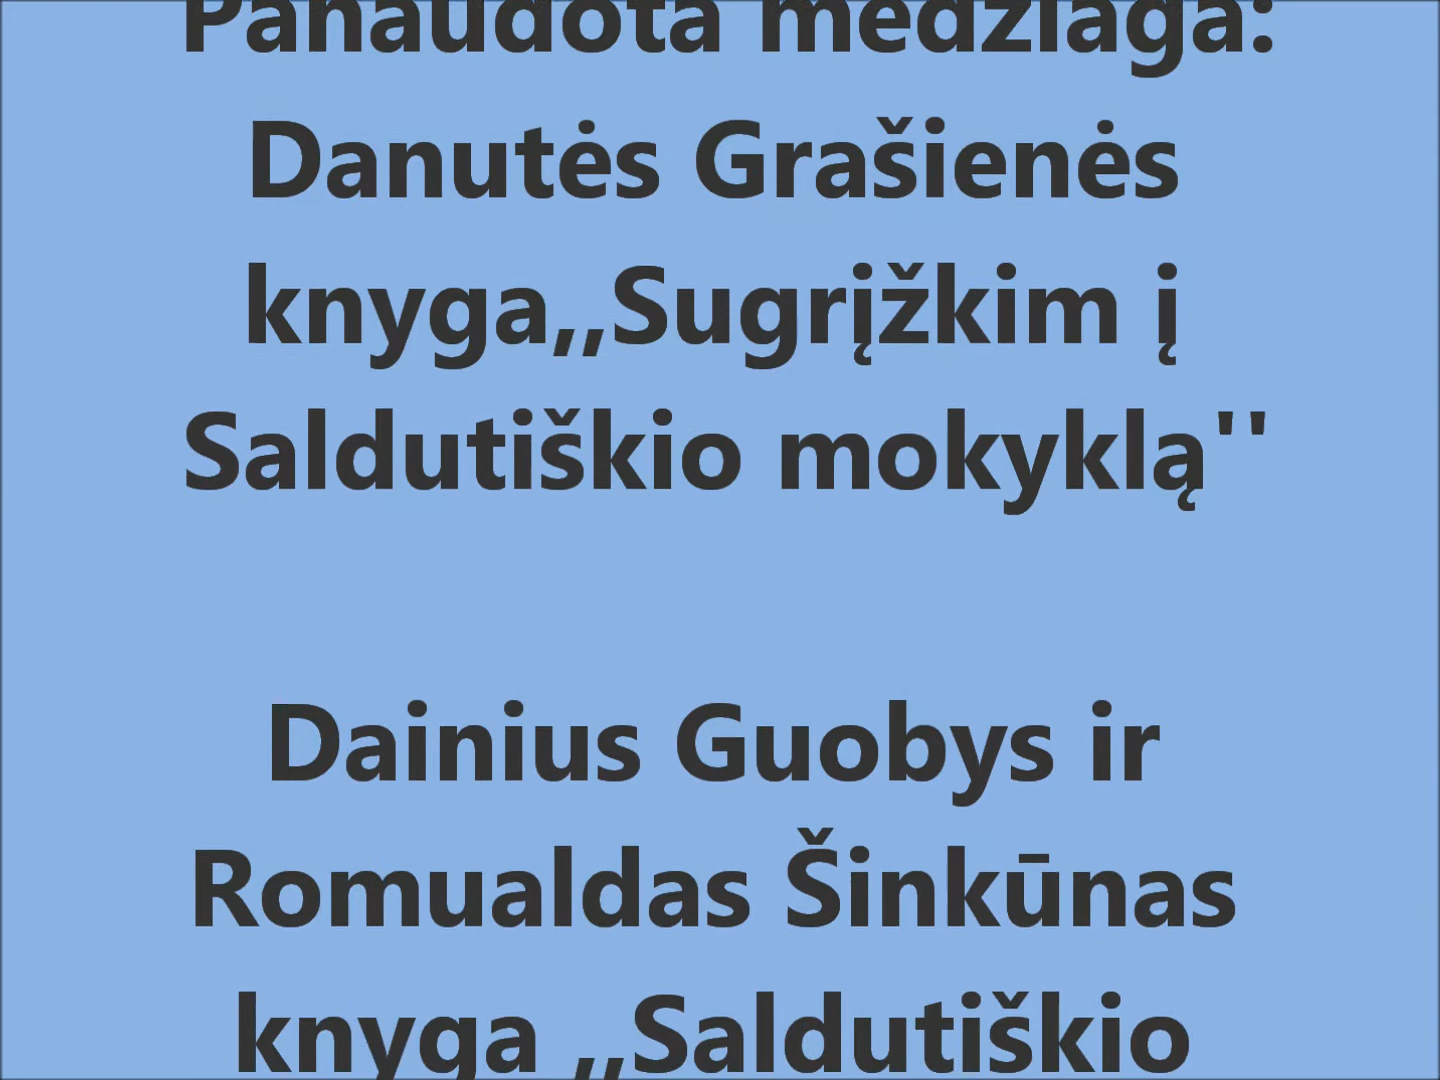 Panaudota medžiaga:
Danutės Grašienės
knyga,,Sugrįžkim į
Saldutiškio mokyklą''
Dainius Guobys ir
Romualdas Šinkūnas
knyga ,,Saldutiškio